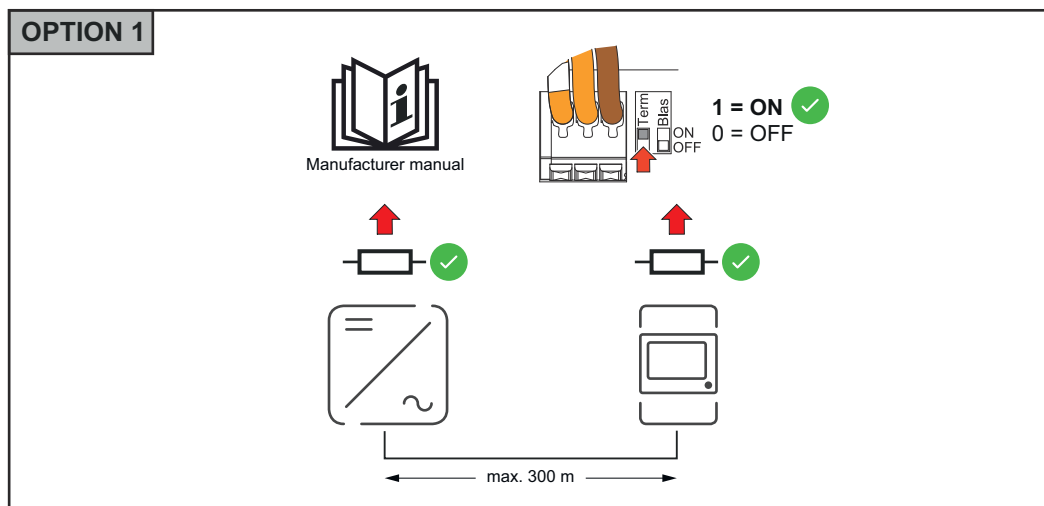 OPTION 1
Manufacturer manual
Term
BIas
ON
OFF
1 = ON
0 = OFF
max. 300 m